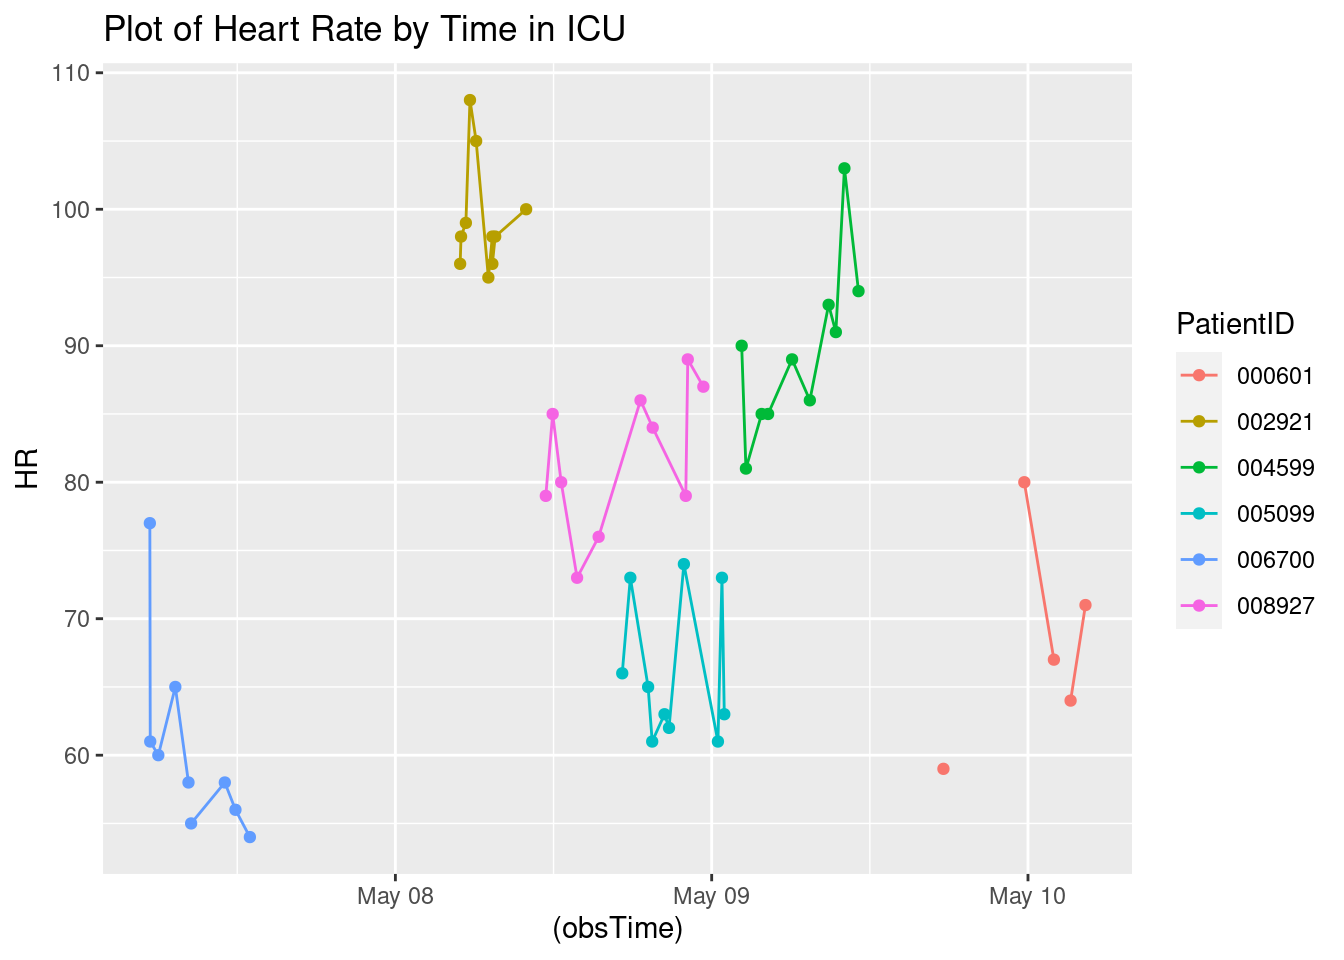 Plot of Heart Rate by Time in ICU
110
100
90
80
70
60
HR
May 08
May 09
May 10
(obsTime)
PatientID
000601
002921
004599
005099
006700
008927